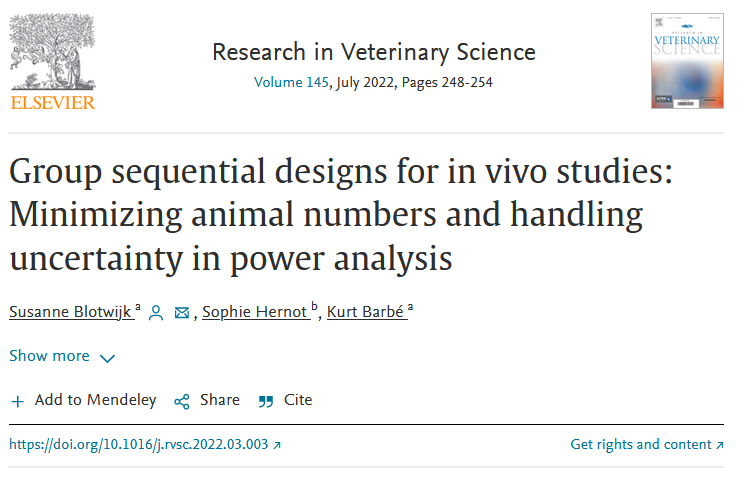 ELSEVIER
Research in Veterinary Science
Volume 145, July 2022, Pages 248-254
VETERINARY
SCIENCE
Group sequential designs for in vivo studies:
Minimizing animal numbers and handling
uncertainty in power analysis
Susanne Blotwijk a , Sophie Hernot b, Kurt Barbé a
Show more
Add to Mendeley Share Cite
https://doi.org/10.1016/j.rvsc.2022.03.003 Get rights and content